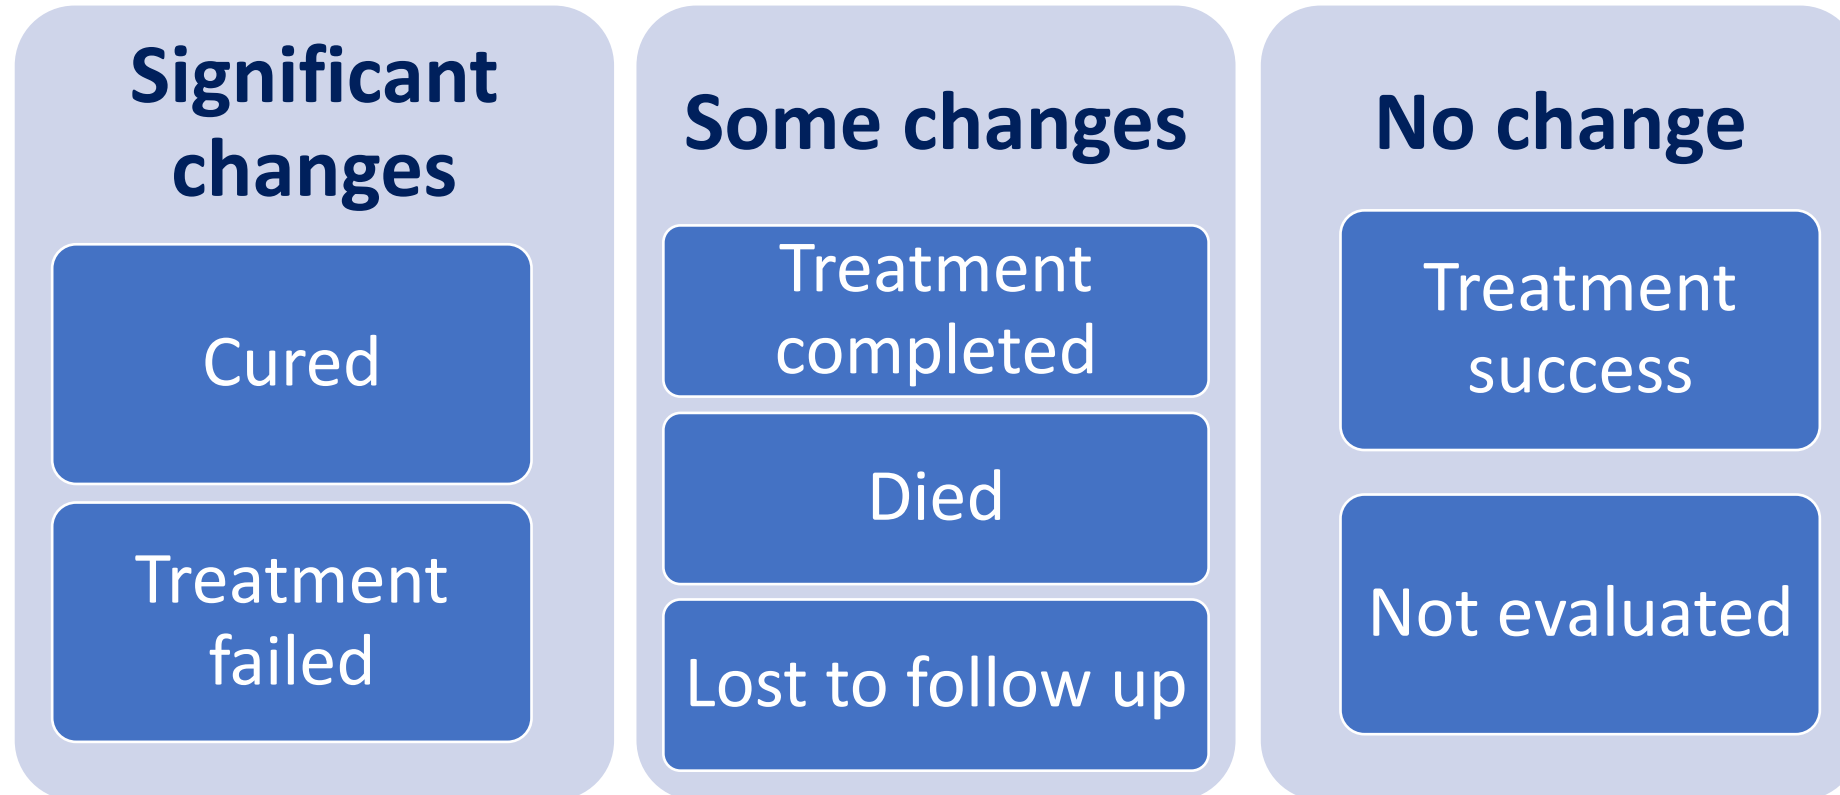 Significant
changes
Cured
Treatment
failed
Some changes
Treatment
completed
Died
Lost to follow up
No change
Treatment
success
Not evaluated